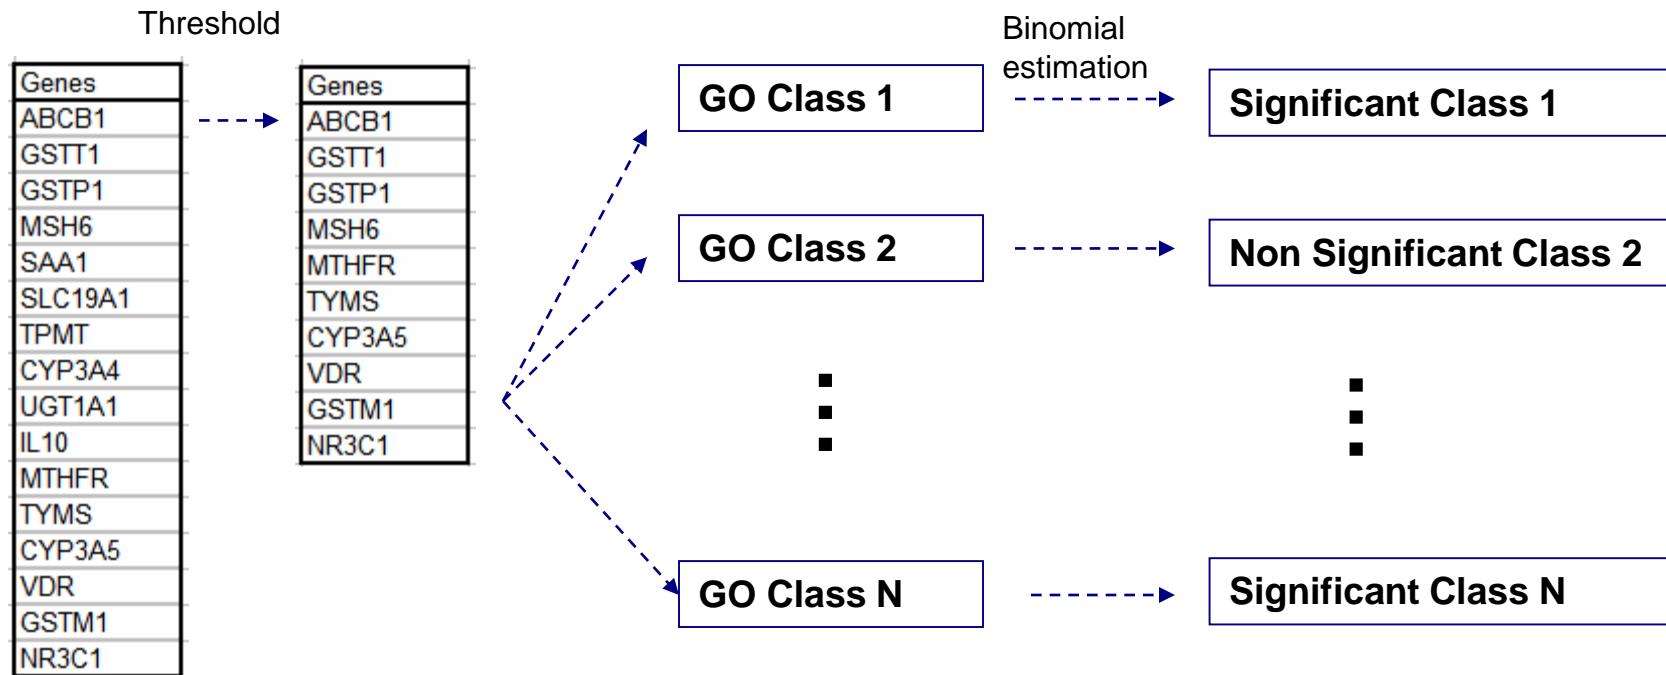 Threshold
Genes
ABCB1
GSTT1
GSTP1
MSH6
SAA1
SLC19A1
TPMT
CYP3A4
UGT1A1
IL10
MTHFR
TYMS
CYP3A5
VDR
GSTM1
NR3C1
Genes
ABCB1
GSTT1
GSTP1
MSH6
MTHFR
TYMS
CYP3A5
VDR
GSTM1
NR3C1
GO Class 1
GO Class 2
GO Class N
Binomial
estimation
Significant Class 1
Non Significant Class 2
Significant Class N